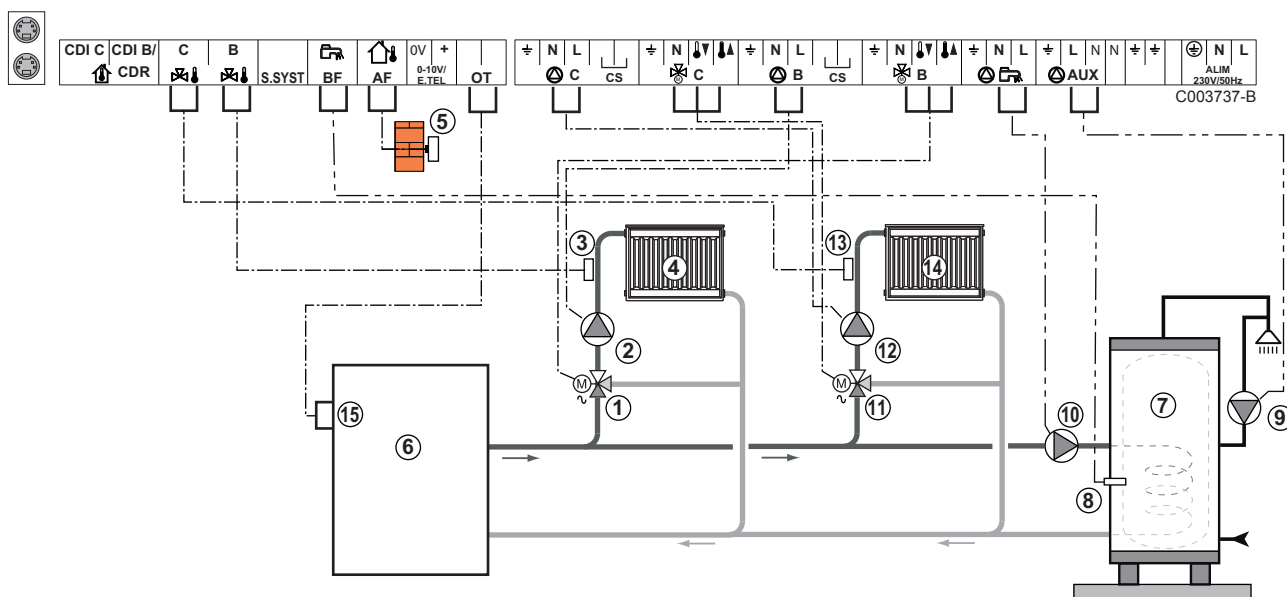 CDI C CDI B/ C B 0V +
CDR S.SYST BF AF 0-10V/ E.TEL OT
N L N N L N N L L N N N L
C CS C B CS B AUX ALIM 230V/50Hz
C003737-B
5
3
4
13
14
2
12
M
1
M
11
15
6
10
7
9
8